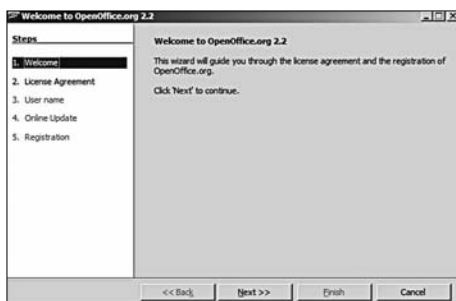 Welcome to OpenOffice.org 2.2
Steps
1. Welcome
2. License Agreement
3. User name
4. Online Update
5. Registration
Welcome to OpenOffice.org 2.2
This wizard will guide you through the license agreement and the registration of
OpenOffice.org.
Click 'Next' to continue.
<< Back
Next >>
Finish
Cancel